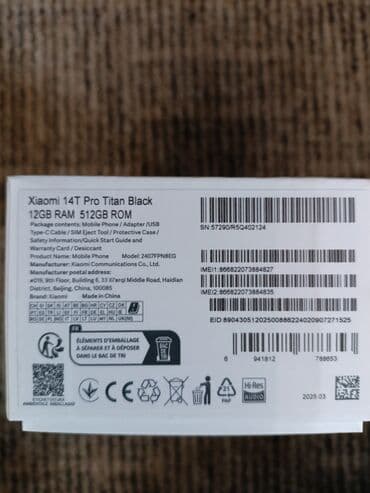 Xiaomi 14T Pro Titan Black
12GB RAM 512GB ROM
Package contents: Mobile Phone / Adapter / USB
Type-C Cable / SIM Eject Tool / Protective Case /
Safety Information/Quick Start Guide and
Warranty Card / Desiccant
Product Name: Mobile Phone Model: 2407FPN8EG
Manufacturer: Xiaomi Communications Co., Ltd.
Manufacturer postal address:
#019, 9th Floor, Building 6, 33 Xi'erqi Middle Road, Haidian
District, Beijing, China, 100085
Brand: Xiaomi Made in China
SN: 57290/R5Q402124
IMEI1: 866822073884827
IMEI2: 866822073884835
EID 89043051202500886224020907271525
6 941812 788653
FR
ÉLÉMENTS D'EMBALLAGE
À SÉPARER ET À DÉPOSER
DANS LE BAC DE TRI
21
PAP
Hi-Res
AUDIO
2025.03